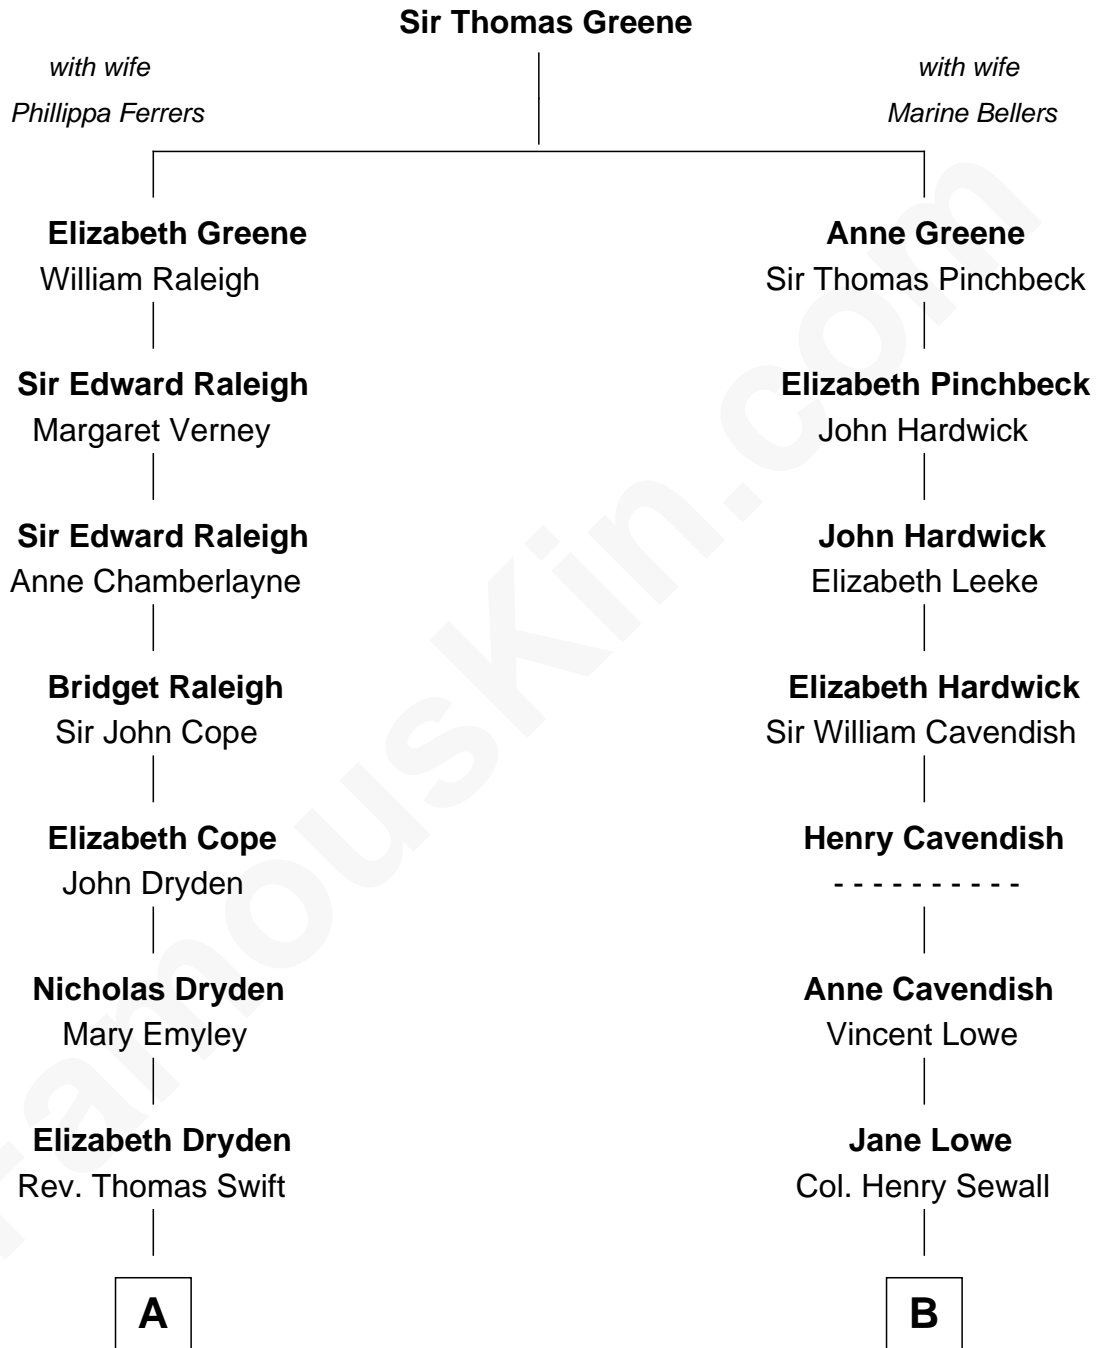 Sir Thomas Greene
with wife
Phillippa Ferrers
with wife
Marine Bellers
Elizabeth Greene
William Raleigh
Anne Greene
Sir Thomas Pinchbeck
Sir Edward Raleigh
Margaret Verney
Elizabeth Pinchbeck
John Hardwick
Sir Edward Raleigh
Anne Chamberlayne
John Hardwick
Elizabeth Leeke
Bridget Raleigh
Sir John Cope
Elizabeth Hardwick
Sir William Cavendish
Elizabeth Cope
John Dryden
Henry Cavendish
- - - - - - - - - -
Nicholas Dryden
Mary Emyley
Anne Cavendish
Vincent Lowe
Elizabeth Dryden
Rev. Thomas Swift
Jane Lowe
Col. Henry Sewall
A
B
FamousKin.com